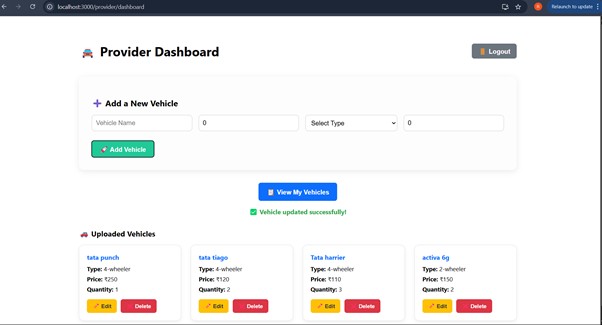 localhost:3000/provider/dashboard
Relaunch to update
Provider Dashboard
Logout
Add a New Vehicle
Vehicle Name
0
Select Type
0
Add Vehicle
View My Vehicles
Vehicle updated successfully!
Uploaded Vehicles
tata punch
Type: 4-wheeler
Price: ₹250
Quantity: 1
Edit
Delete
tata tiago
Type: 4-wheeler
Price: ₹120
Quantity: 2
Edit
Delete
Tata harrier
Type: 4-wheeler
Price: ₹110
Quantity: 3
Edit
Delete
activa 6g
Type: 2-wheeler
Price: ₹150
Quantity: 2
Edit
Delete